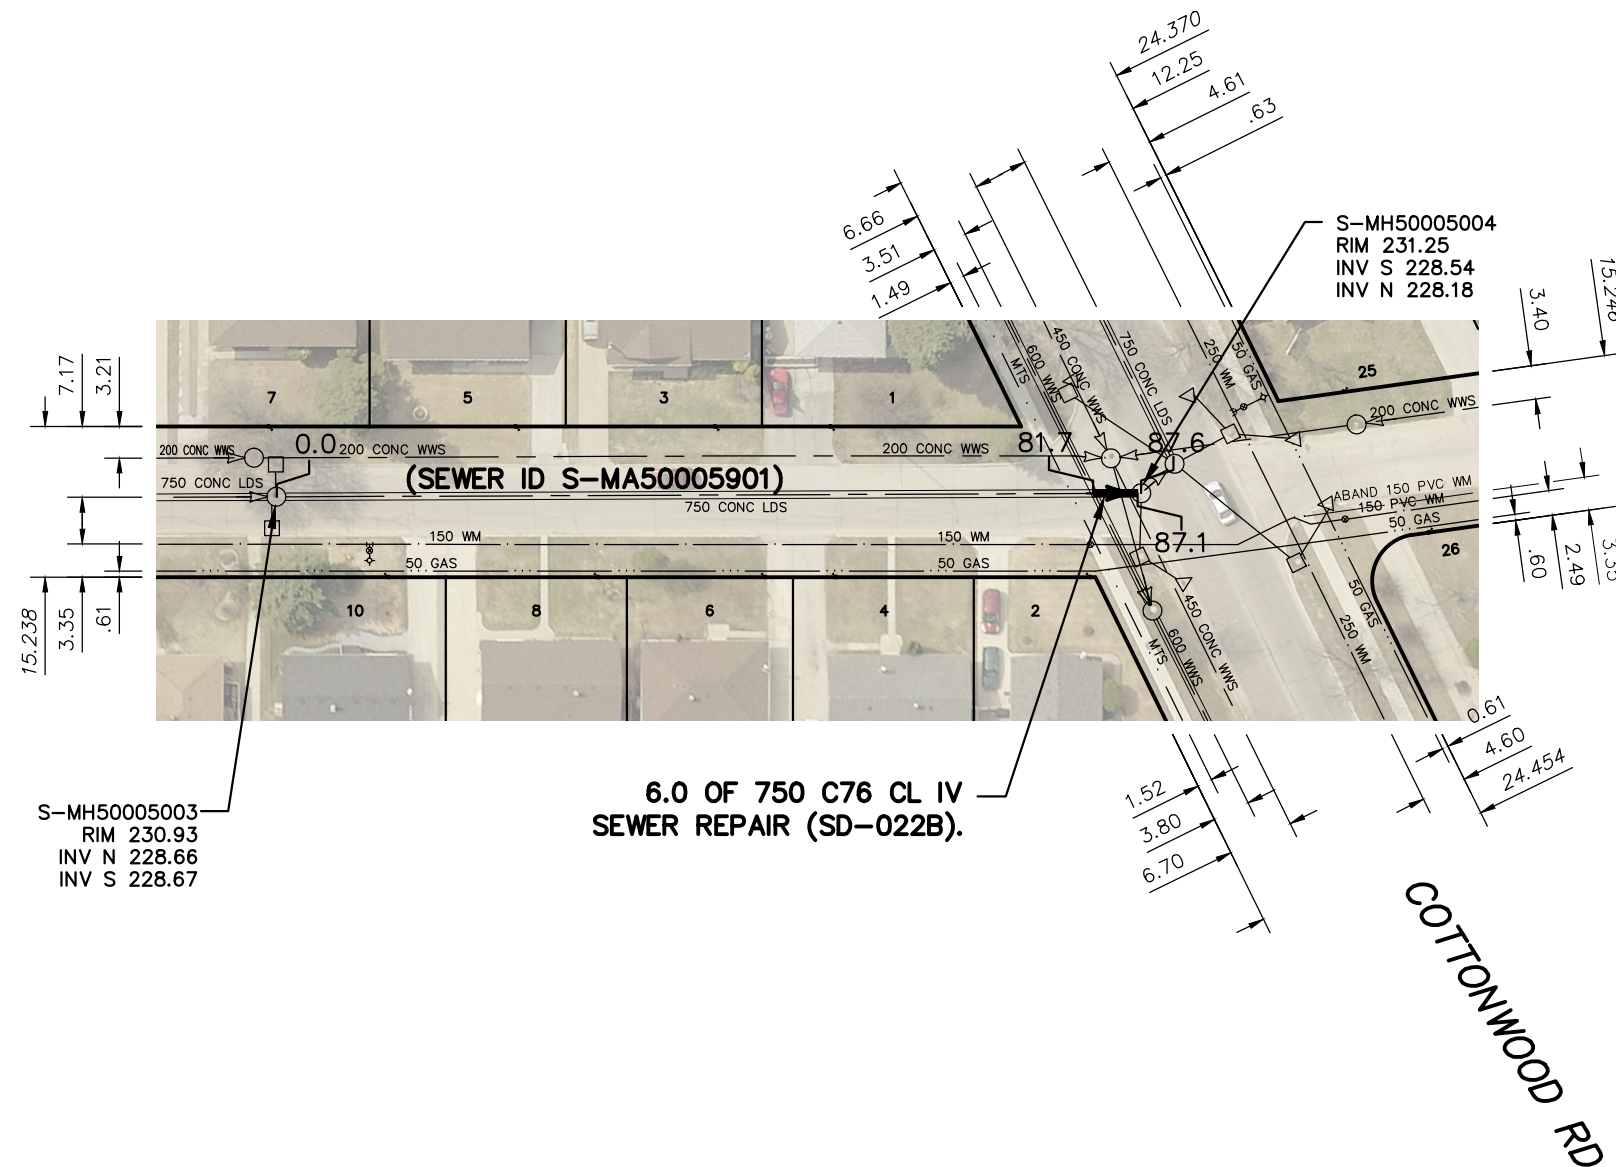 24.370
12.25
4.61
.63
6.66
3.51
1.49
S-MH50005004
RIM 231.25
INV S 228.54
INV N 228.18
3.40
7.17
3.21
7
5
3
1
25
MTS
600 WWS
450 CONC WWS
750 CONC LDS
250 WM
50 GAS
200 CONC WWS
200 CONC WWS
0.0
200 CONC WWS
200 CONC WWS
81.7
87.6
(SEWER ID S-MA50005901)
750 CONC LDS
750 CONC LDS
ABAND 150 PVC WM
150 PVC WM
50 GAS
150 WM
150 WM
87.1
50 GAS
50 GAS
26
10
8
6
4
2
15.238
3.35
.61
.60
2.49
MTS
600 WWS
450 CONC WWS
250 WM
50 GAS
0.61
4.60
24.454
1.52
3.80
6.70
6.0 OF 750 C76 CL IV
SEWER REPAIR (SD-022B).
S-MH50005003
RIM 230.93
INV N 228.66
INV S 228.67
COTTONWOOD RD